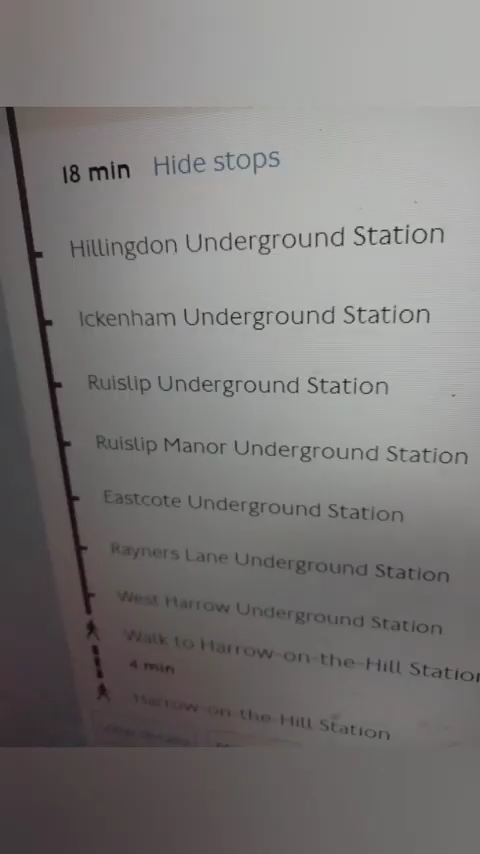 18 min Hide stops
Hillingdon Underground Station
Ickenham Underground Station
Ruislip Underground Station
Ruislip Manor Underground Station
Eastcote Underground Station
Rayners Lane Underground Station
West Harrow Underground Station
Walk to Harrow-on-the-Hill Station
4 min
Harrow-on-the-Hill Station